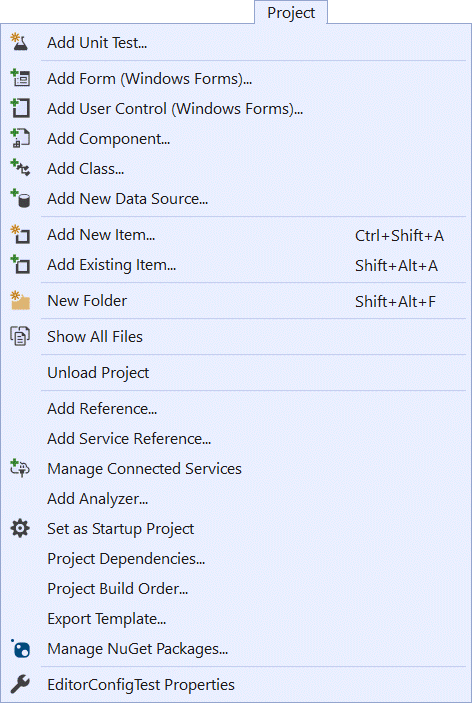 Project
Add Unit Test...
Add Form (Windows Forms)...
Add User Control (Windows Forms)...
Add Component...
Add Class...
Add New Data Source...
Add New Item... Ctrl+Shift+A
Add Existing Item... Shift+Alt+A
New Folder Shift+Alt+F
Show All Files
Unload Project
Add Reference...
Add Service Reference...
Manage Connected Services
Add Analyzer...
Set as Startup Project
Project Dependencies...
Project Build Order...
Export Template...
Manage NuGet Packages...
EditorConfigTest Properties